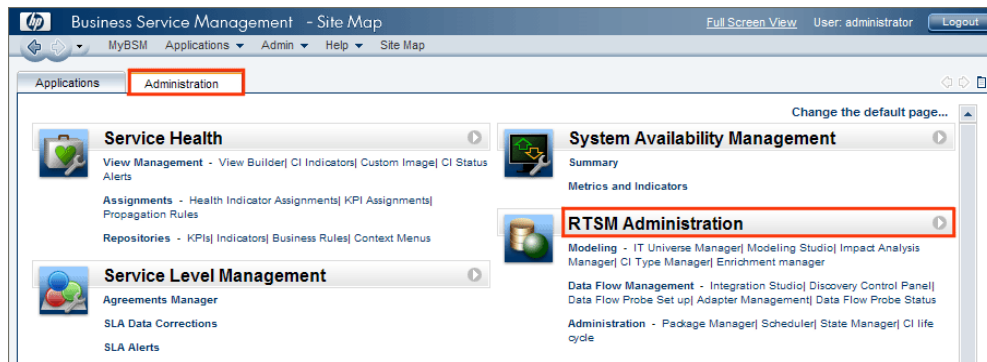 hp Business Service Management - Site Map
Full Screen View User: administrator Logout
MyBSM Applications Admin Help Site Map
Applications Administration
Change the default page...
Service Health
View Management - View Builder| CI Indicators| Custom Image| CI Status
Alerts
Assignments - Health Indicator Assignments| KPI Assignments|
Propagation Rules
Repositories - KPIs| Indicators| Business Rules| Context Menus
Service Level Management
Agreements Manager
SLA Data Corrections
SLA Alerts
System Availability Management
Summary
Metrics and Indicators
RTSM Administration
Modeling - IT Universe Manager| Modeling Studio| Impact Analysis
Manager| CI Type Manager| Enrichment manager
Data Flow Management - Integration Studio| Discovery Control Panel|
Data Flow Probe Set up| Adapter Management| Data Flow Probe Status
Administration - Package Manager| Scheduler| State Manager| CI life
cycle